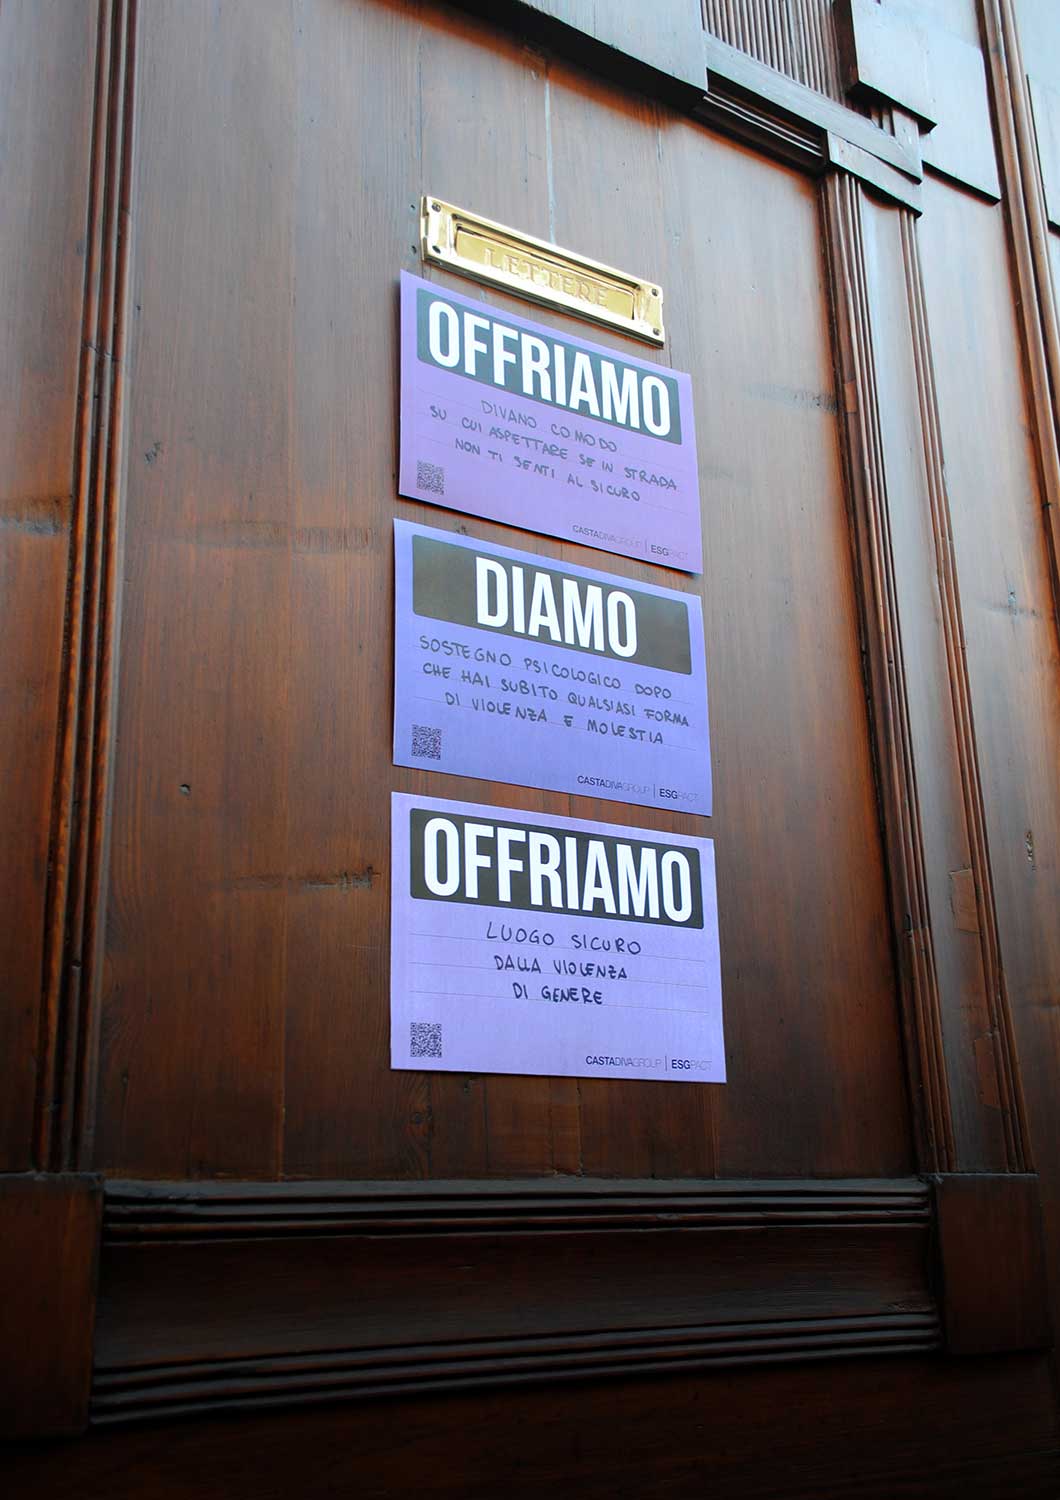 LETTERE
OFFRIAMO
DIVANO COMODO
SU CUI ASPETTARE SE IN STRADA
NON TI SENTI AL SICURO
CASTADIVAGROUP | ESGPACT
DIAMO
SOSTEGNO PSICOLOGICO DOPO
CHE HAI SUBITO QUALSIASI FORMA
DI VIOLENZA E MOLESTIA
CASTADIVAGROUP | ESGPACT
OFFRIAMO
LUOGO SICURO
DALLA VIOLENZA
DI GENERE
CASTADIVAGROUP | ESGPACT